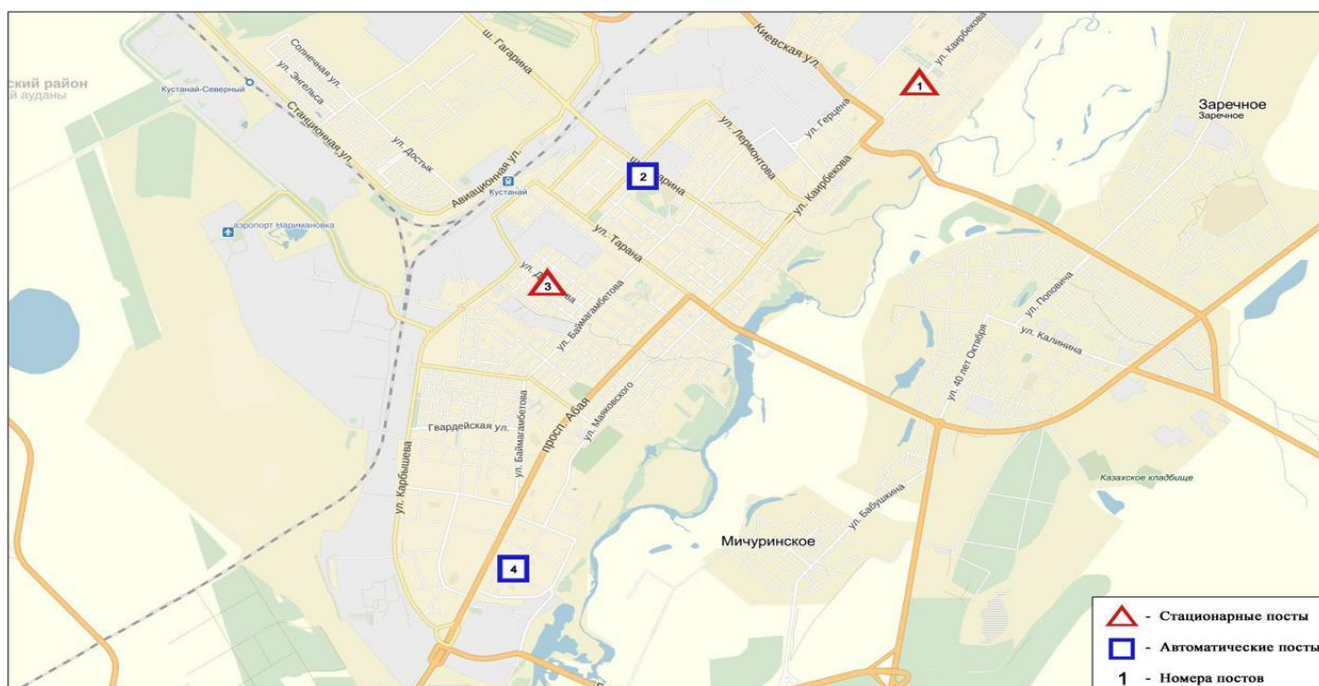 ский район
й ауданы
Кустанай-Северный
Солнечная ул.
ул. Энгельса
Станционная ул.
ул. Достык
ш. Гагарина
Авиационная ул.
Кустанай
аэропорт Наримановка
Киевская ул.
ул. Каирбекова
1
ул. Герцена
ул. Лермонтова
2
ул. Каирбекова
Заречное
Заречное
ул. Тарана
3
ул. Баймагамбетова
ул. Поповича
ул. Калинина
ул. 40 лет Октября
Гвардейская ул.
ул. Баймагамбетова
просп. Абая
ул. Маяковского
ул. Карбышева
Казахское кладбище
ул. Бабушкина
Мичуринское
4
- Стационарные посты
- Автоматические посты
1 - Номера постов